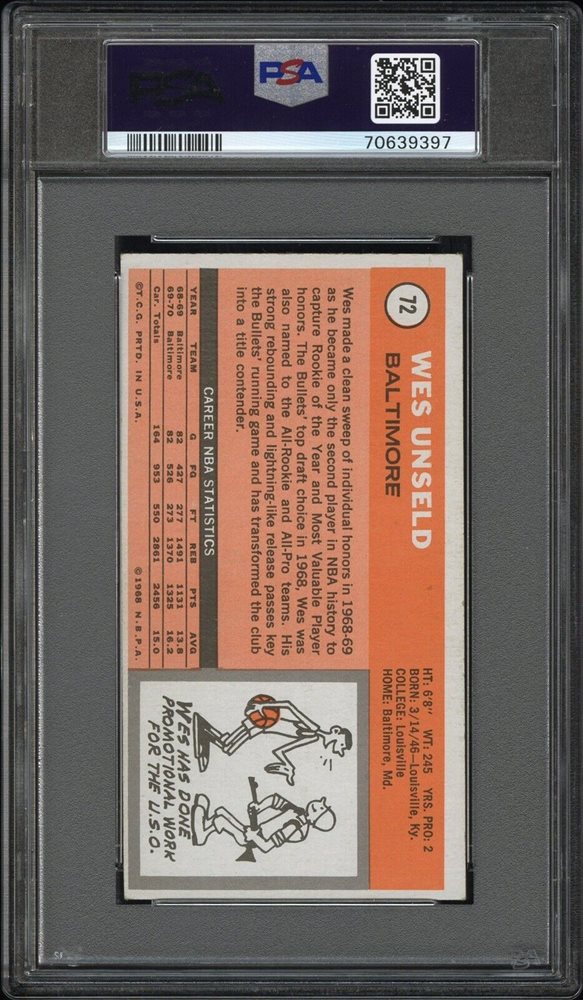 PSA
PSA
70639397
72
WES UNSELD
BALTIMORE
HT: 6'8" WT: 245 YRS. PRO: 2
BORN: 3/14/46—Louisville, Ky.
COLLEGE: Louisville
HOME: Baltimore, Md.
Wes made a clean sweep of individual honors in 1968-69
as he became only the second player in NBA history to
capture Rookie of the Year and Most Valuable Player
honors. The Bullets' top draft choice in 1968, Wes was
also named to the All-Rookie and All-Pro teams. His
strong rebounding and lightning-like release passes key
the Bullets' running game and has transformed the club
into a title contender.
CAREER NBA STATISTICS
YEAR TEAM G FG FT REB PTS AVG
68-69 Baltimore 82 427 277 1491 1131 13.8
69-70 Baltimore 82 526 273 1370 1325 16.2
Car. Totals 164 953 550 2861 2456 15.0
©T.C.G. PRTD. IN U.S.A. ©1968 N.B.P.A.
WES HAS DONE
PROMOTIONAL WORK
FOR THE U.S.O.